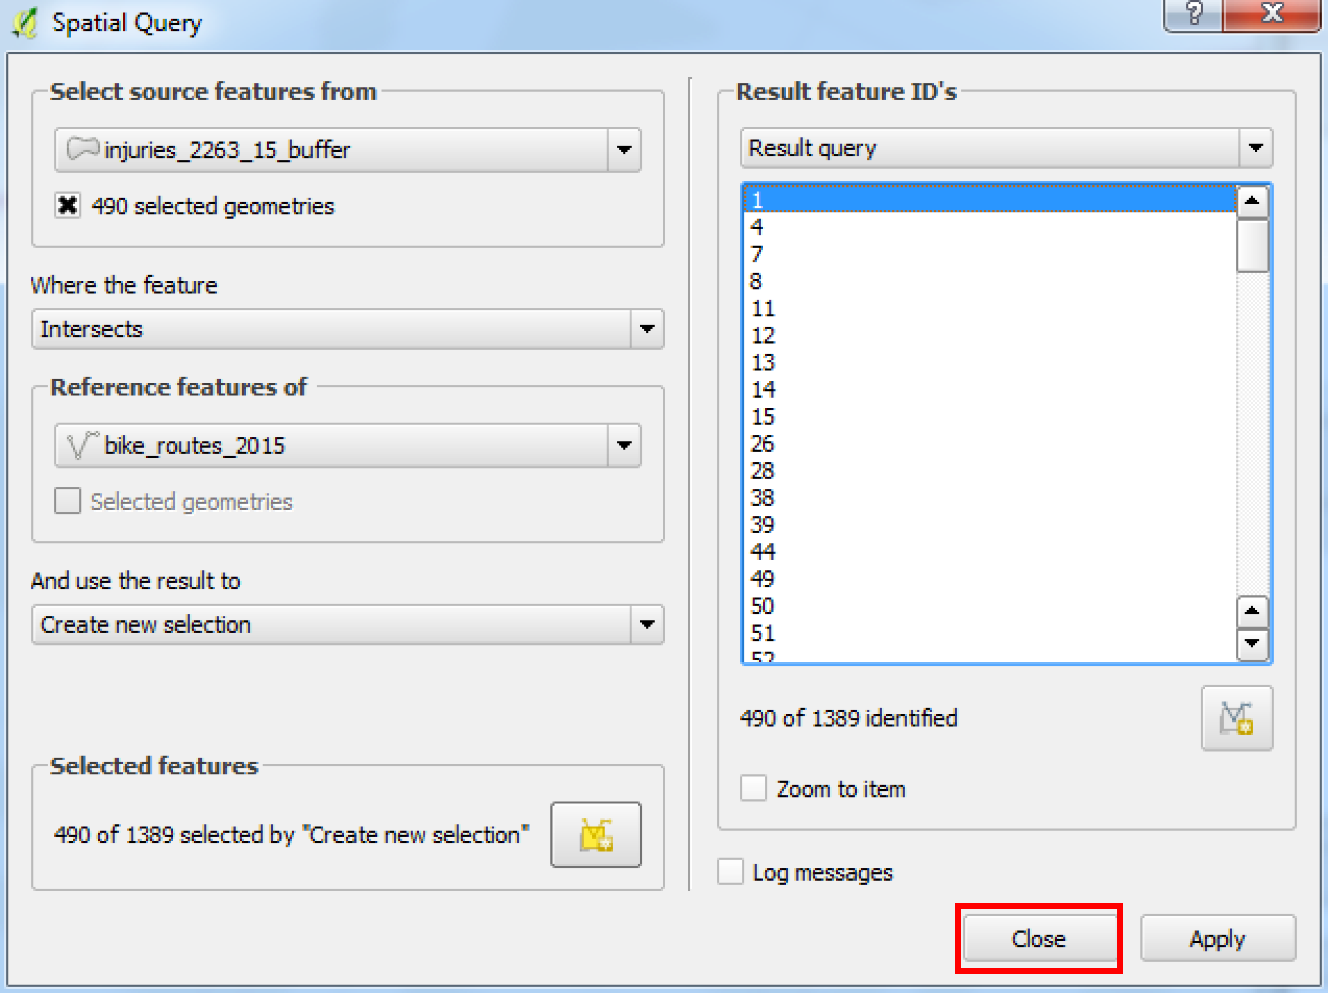 Spatial Query
?
X
Select source features from
injuries_2263_15_buffer
490 selected geometries
Where the feature
Intersects
Reference features of
bike_routes_2015
Selected geometries
And use the result to
Create new selection
Selected features
490 of 1389 selected by "Create new selection"
Result feature ID's
Result query
1
4
7
8
11
12
13
14
15
26
28
38
39
44
49
50
51
52
490 of 1389 identified
Zoom to item
Log messages
Close
Apply